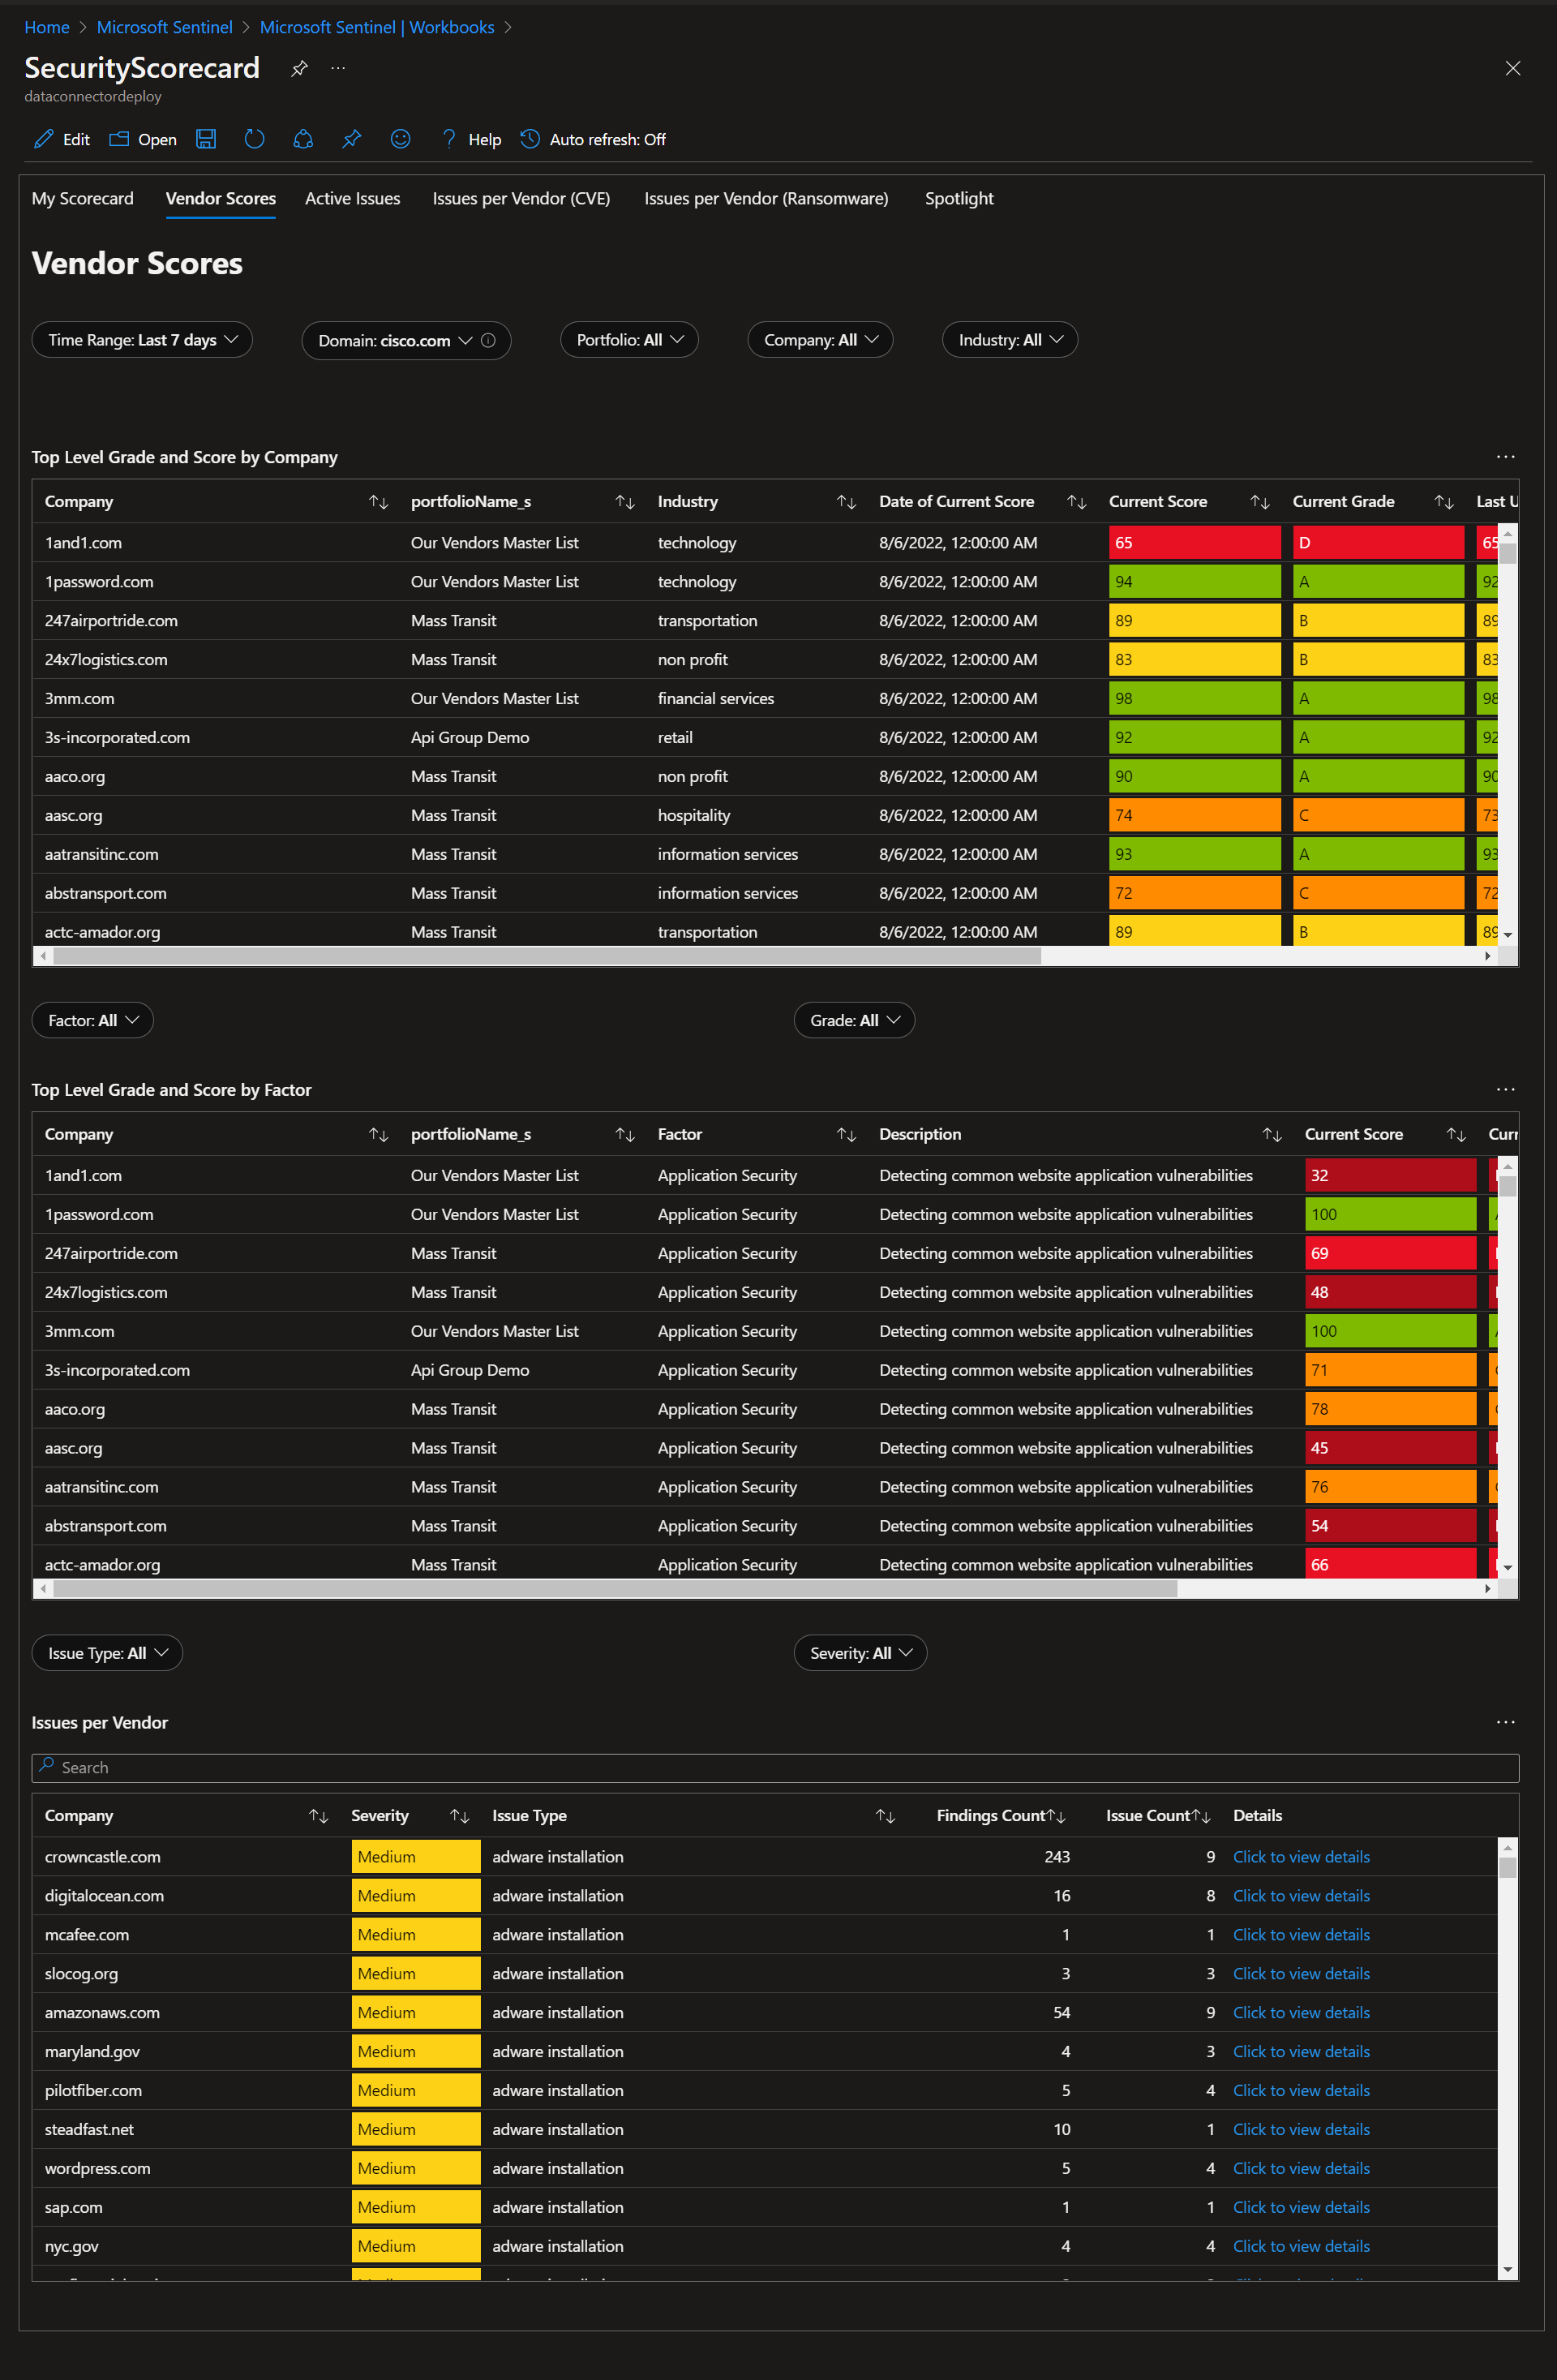 Home > Microsoft Sentinel > Microsoft Sentinel | Workbooks >
SecurityScorecard ...
dataconnectordeploy
Edit Open Help Auto refresh: Off
My Scorecard Vendor Scores Active Issues Issues per Vendor (CVE) Issues per Vendor (Ransomware) Spotlight
Vendor Scores
Time Range: Last 7 days Domain: cisco.com Portfolio: All Company: All Industry: All
Top Level Grade and Score by Company ...
Company portfolioName_s Industry Date of Current Score Current Score Current Grade Last U
1and1.com Our Vendors Master List technology 8/6/2022, 12:00:00 AM 65 D 65
1password.com Our Vendors Master List technology 8/6/2022, 12:00:00 AM 94 A 92
247airportride.com Mass Transit transportation 8/6/2022, 12:00:00 AM 89 B 89
24x7logistics.com Mass Transit non profit 8/6/2022, 12:00:00 AM 83 B 83
3mm.com Our Vendors Master List financial services 8/6/2022, 12:00:00 AM 98 A 98
3s-incorporated.com Api Group Demo retail 8/6/2022, 12:00:00 AM 92 A 92
aaco.org Mass Transit non profit 8/6/2022, 12:00:00 AM 90 A 90
aasc.org Mass Transit hospitality 8/6/2022, 12:00:00 AM 74 C 73
aatransitinc.com Mass Transit information services 8/6/2022, 12:00:00 AM 93 A 93
abstransport.com Mass Transit information services 8/6/2022, 12:00:00 AM 72 C 72
actc-amador.org Mass Transit transportation 8/6/2022, 12:00:00 AM 89 B 89
Factor: All Grade: All
Top Level Grade and Score by Factor ...
Company portfolioName_s Factor Description Current Score Curr
1and1.com Our Vendors Master List Application Security Detecting common website application vulnerabilities 32
1password.com Our Vendors Master List Application Security Detecting common website application vulnerabilities 100
247airportride.com Mass Transit Application Security Detecting common website application vulnerabilities 69
24x7logistics.com Mass Transit Application Security Detecting common website application vulnerabilities 48
3mm.com Our Vendors Master List Application Security Detecting common website application vulnerabilities 100
3s-incorporated.com Api Group Demo Application Security Detecting common website application vulnerabilities 71
aaco.org Mass Transit Application Security Detecting common website application vulnerabilities 78
aasc.org Mass Transit Application Security Detecting common website application vulnerabilities 45
aatransitinc.com Mass Transit Application Security Detecting common website application vulnerabilities 76
abstransport.com Mass Transit Application Security Detecting common website application vulnerabilities 54
actc-amador.org Mass Transit Application Security Detecting common website application vulnerabilities 66
Issue Type: All Severity: All
Issues per Vendor ...
Search
Company Severity Issue Type Findings Count Issue Count Details
crowncastle.com Medium adware installation 243 9 Click to view details
digitalocean.com Medium adware installation 16 8 Click to view details
mcafee.com Medium adware installation 1 1 Click to view details
slocog.org Medium adware installation 3 3 Click to view details
amazonaws.com Medium adware installation 54 9 Click to view details
maryland.gov Medium adware installation 4 3 Click to view details
pilotfiber.com Medium adware installation 5 4 Click to view details
steadfast.net Medium adware installation 10 1 Click to view details
wordpress.com Medium adware installation 5 4 Click to view details
sap.com Medium adware installation 1 1 Click to view details
nyc.gov Medium adware installation 4 4 Click to view details